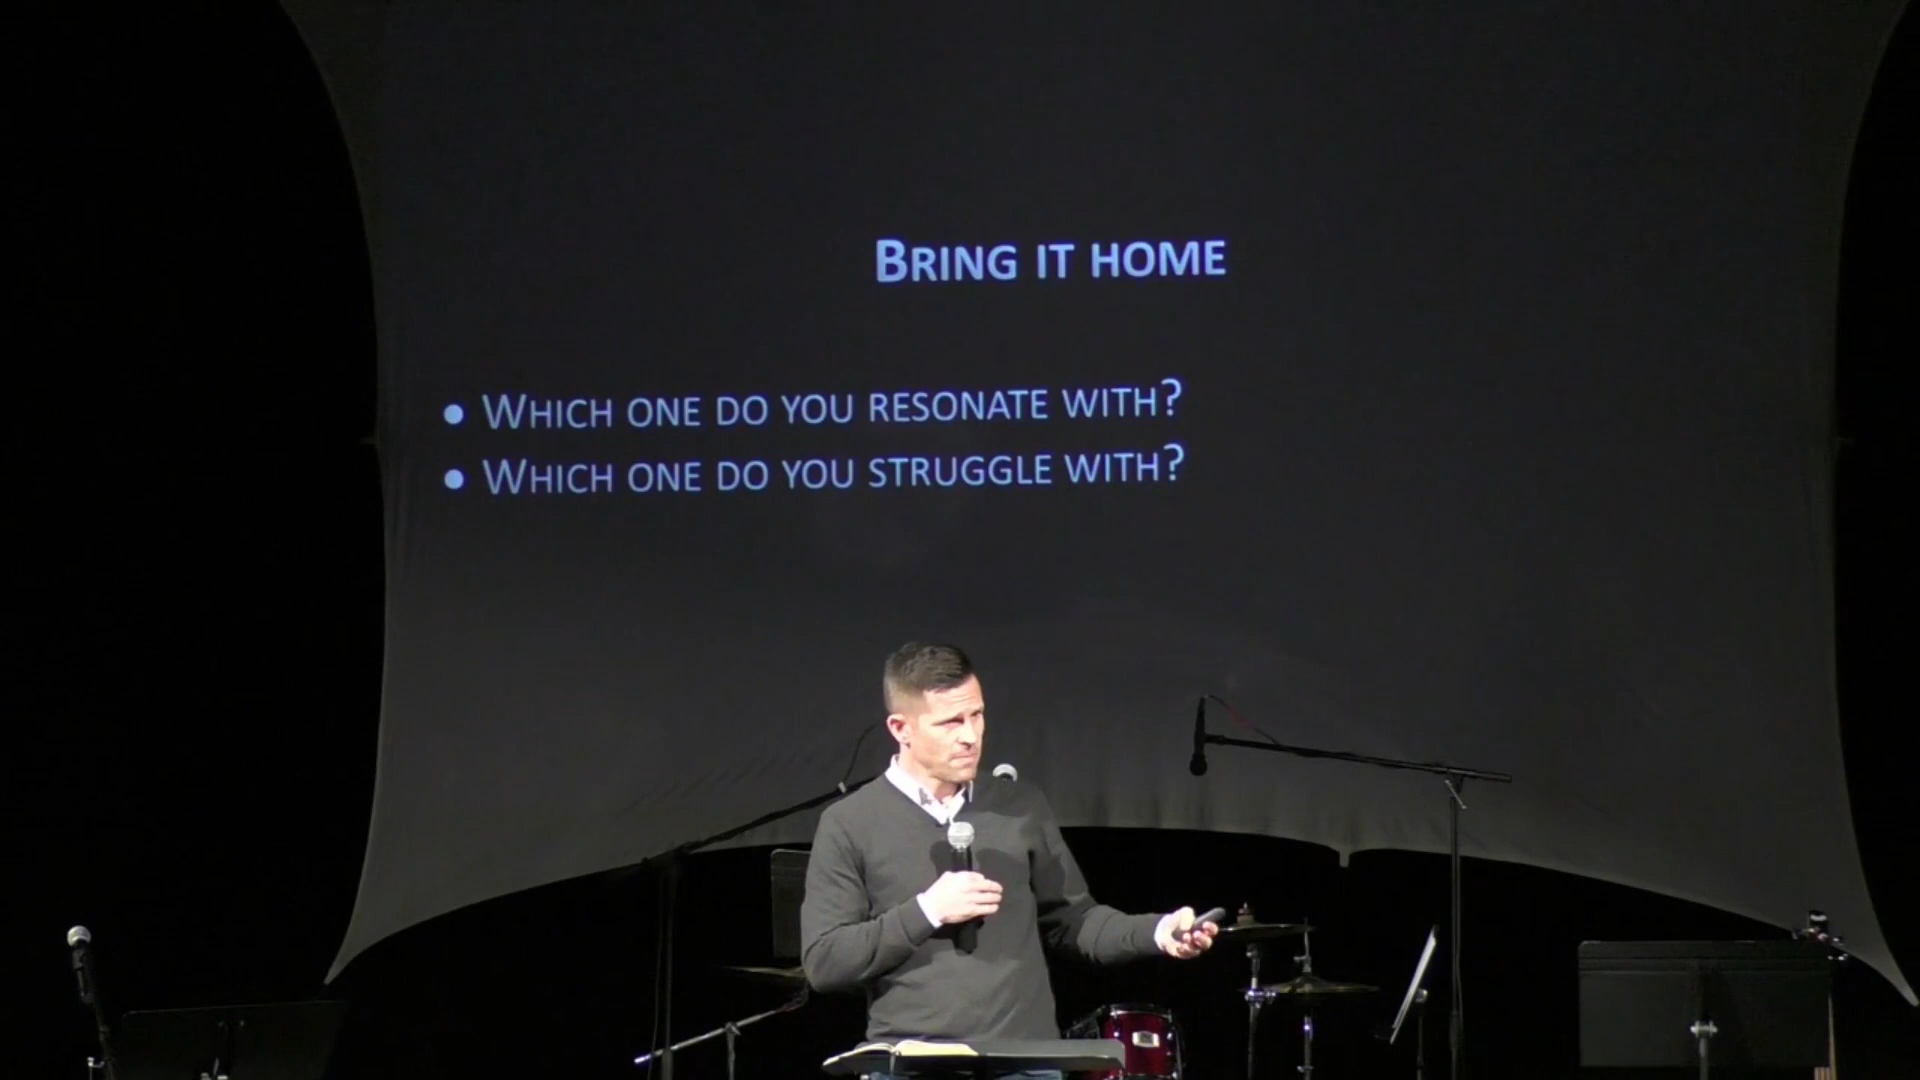 Bring it home
• Which one do you resonate with?
• Which one do you struggle with?